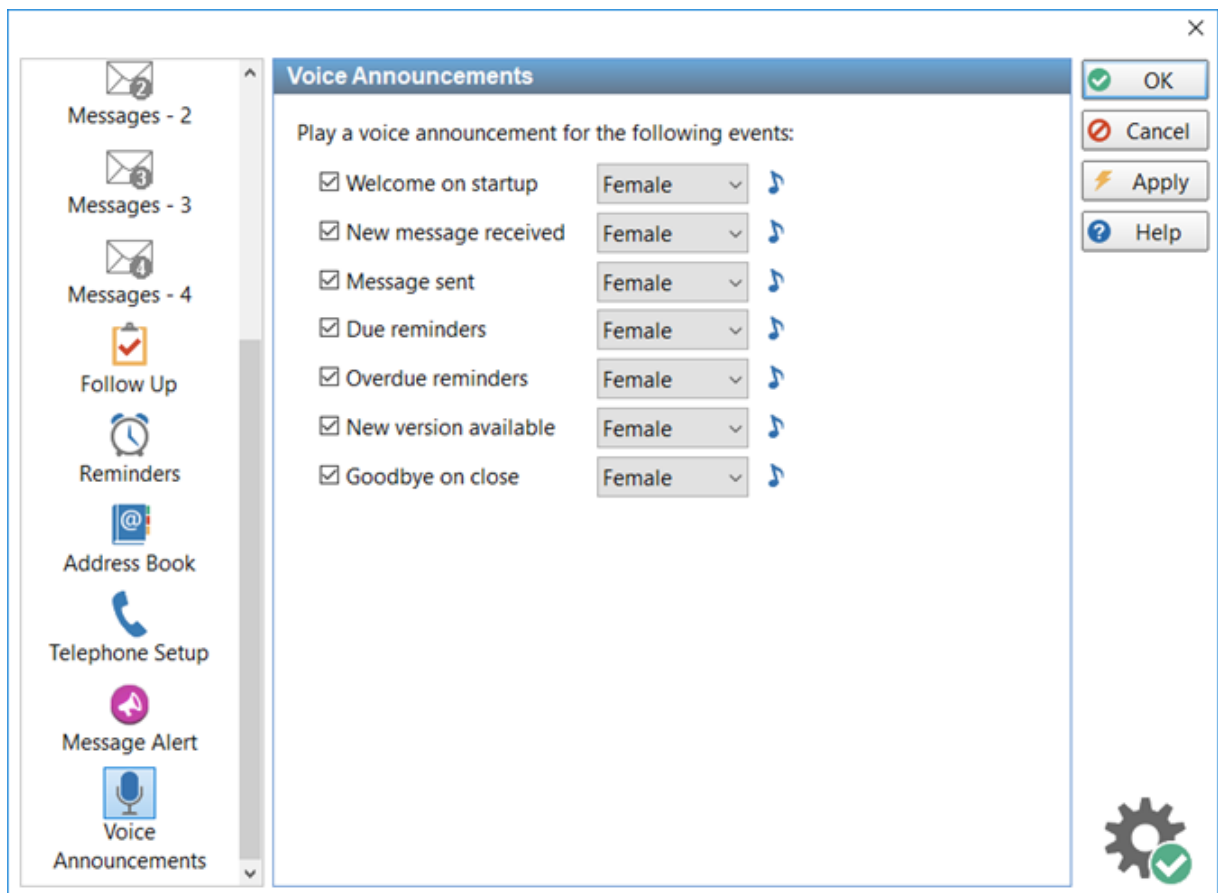 Messages - 2
Messages - 3
Messages - 4
Follow Up
Reminders
Address Book
Telephone Setup
Message Alert
Voice
Announcements
Voice Announcements
Play a voice announcement for the following events:
Welcome on startup Female
New message received Female
Message sent Female
Due reminders Female
Overdue reminders Female
New version available Female
Goodbye on close Female
OK
Cancel
Apply
Help